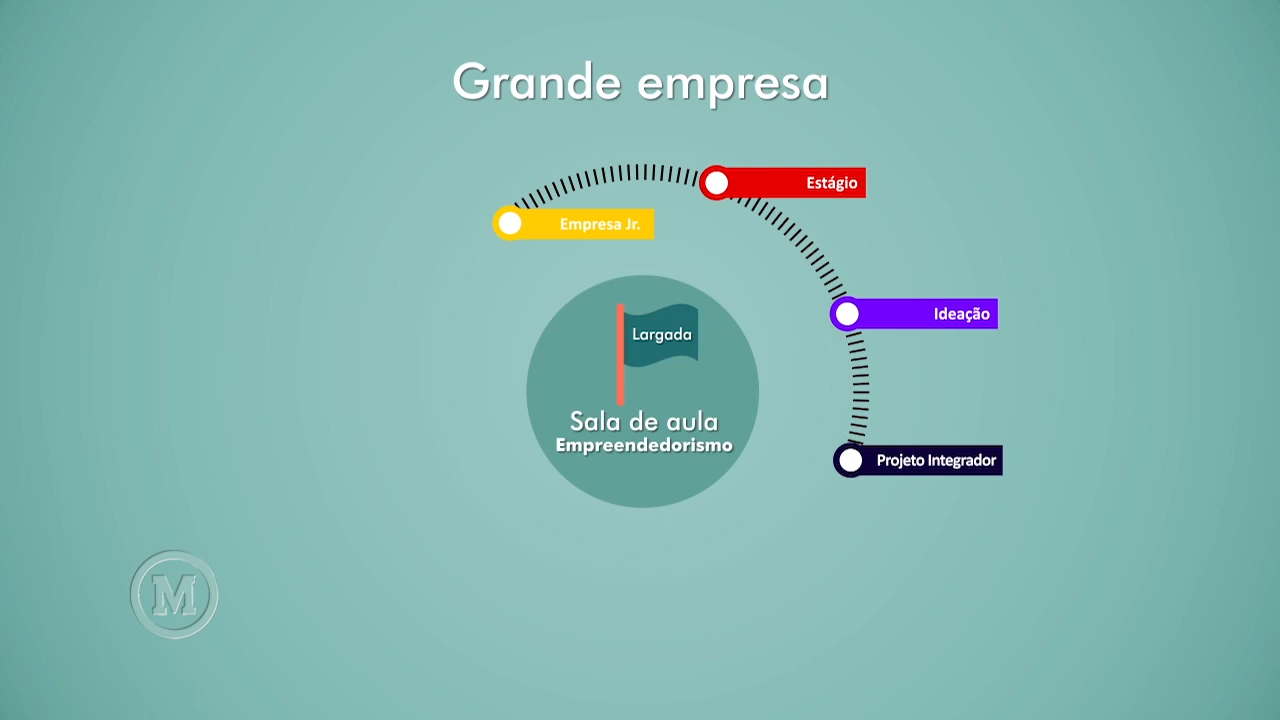 Grande empresa
Estágio
Empresa Jr.
Ideação
Largada
Sala de aula
Empreendedorismo
Projeto Integrador
M